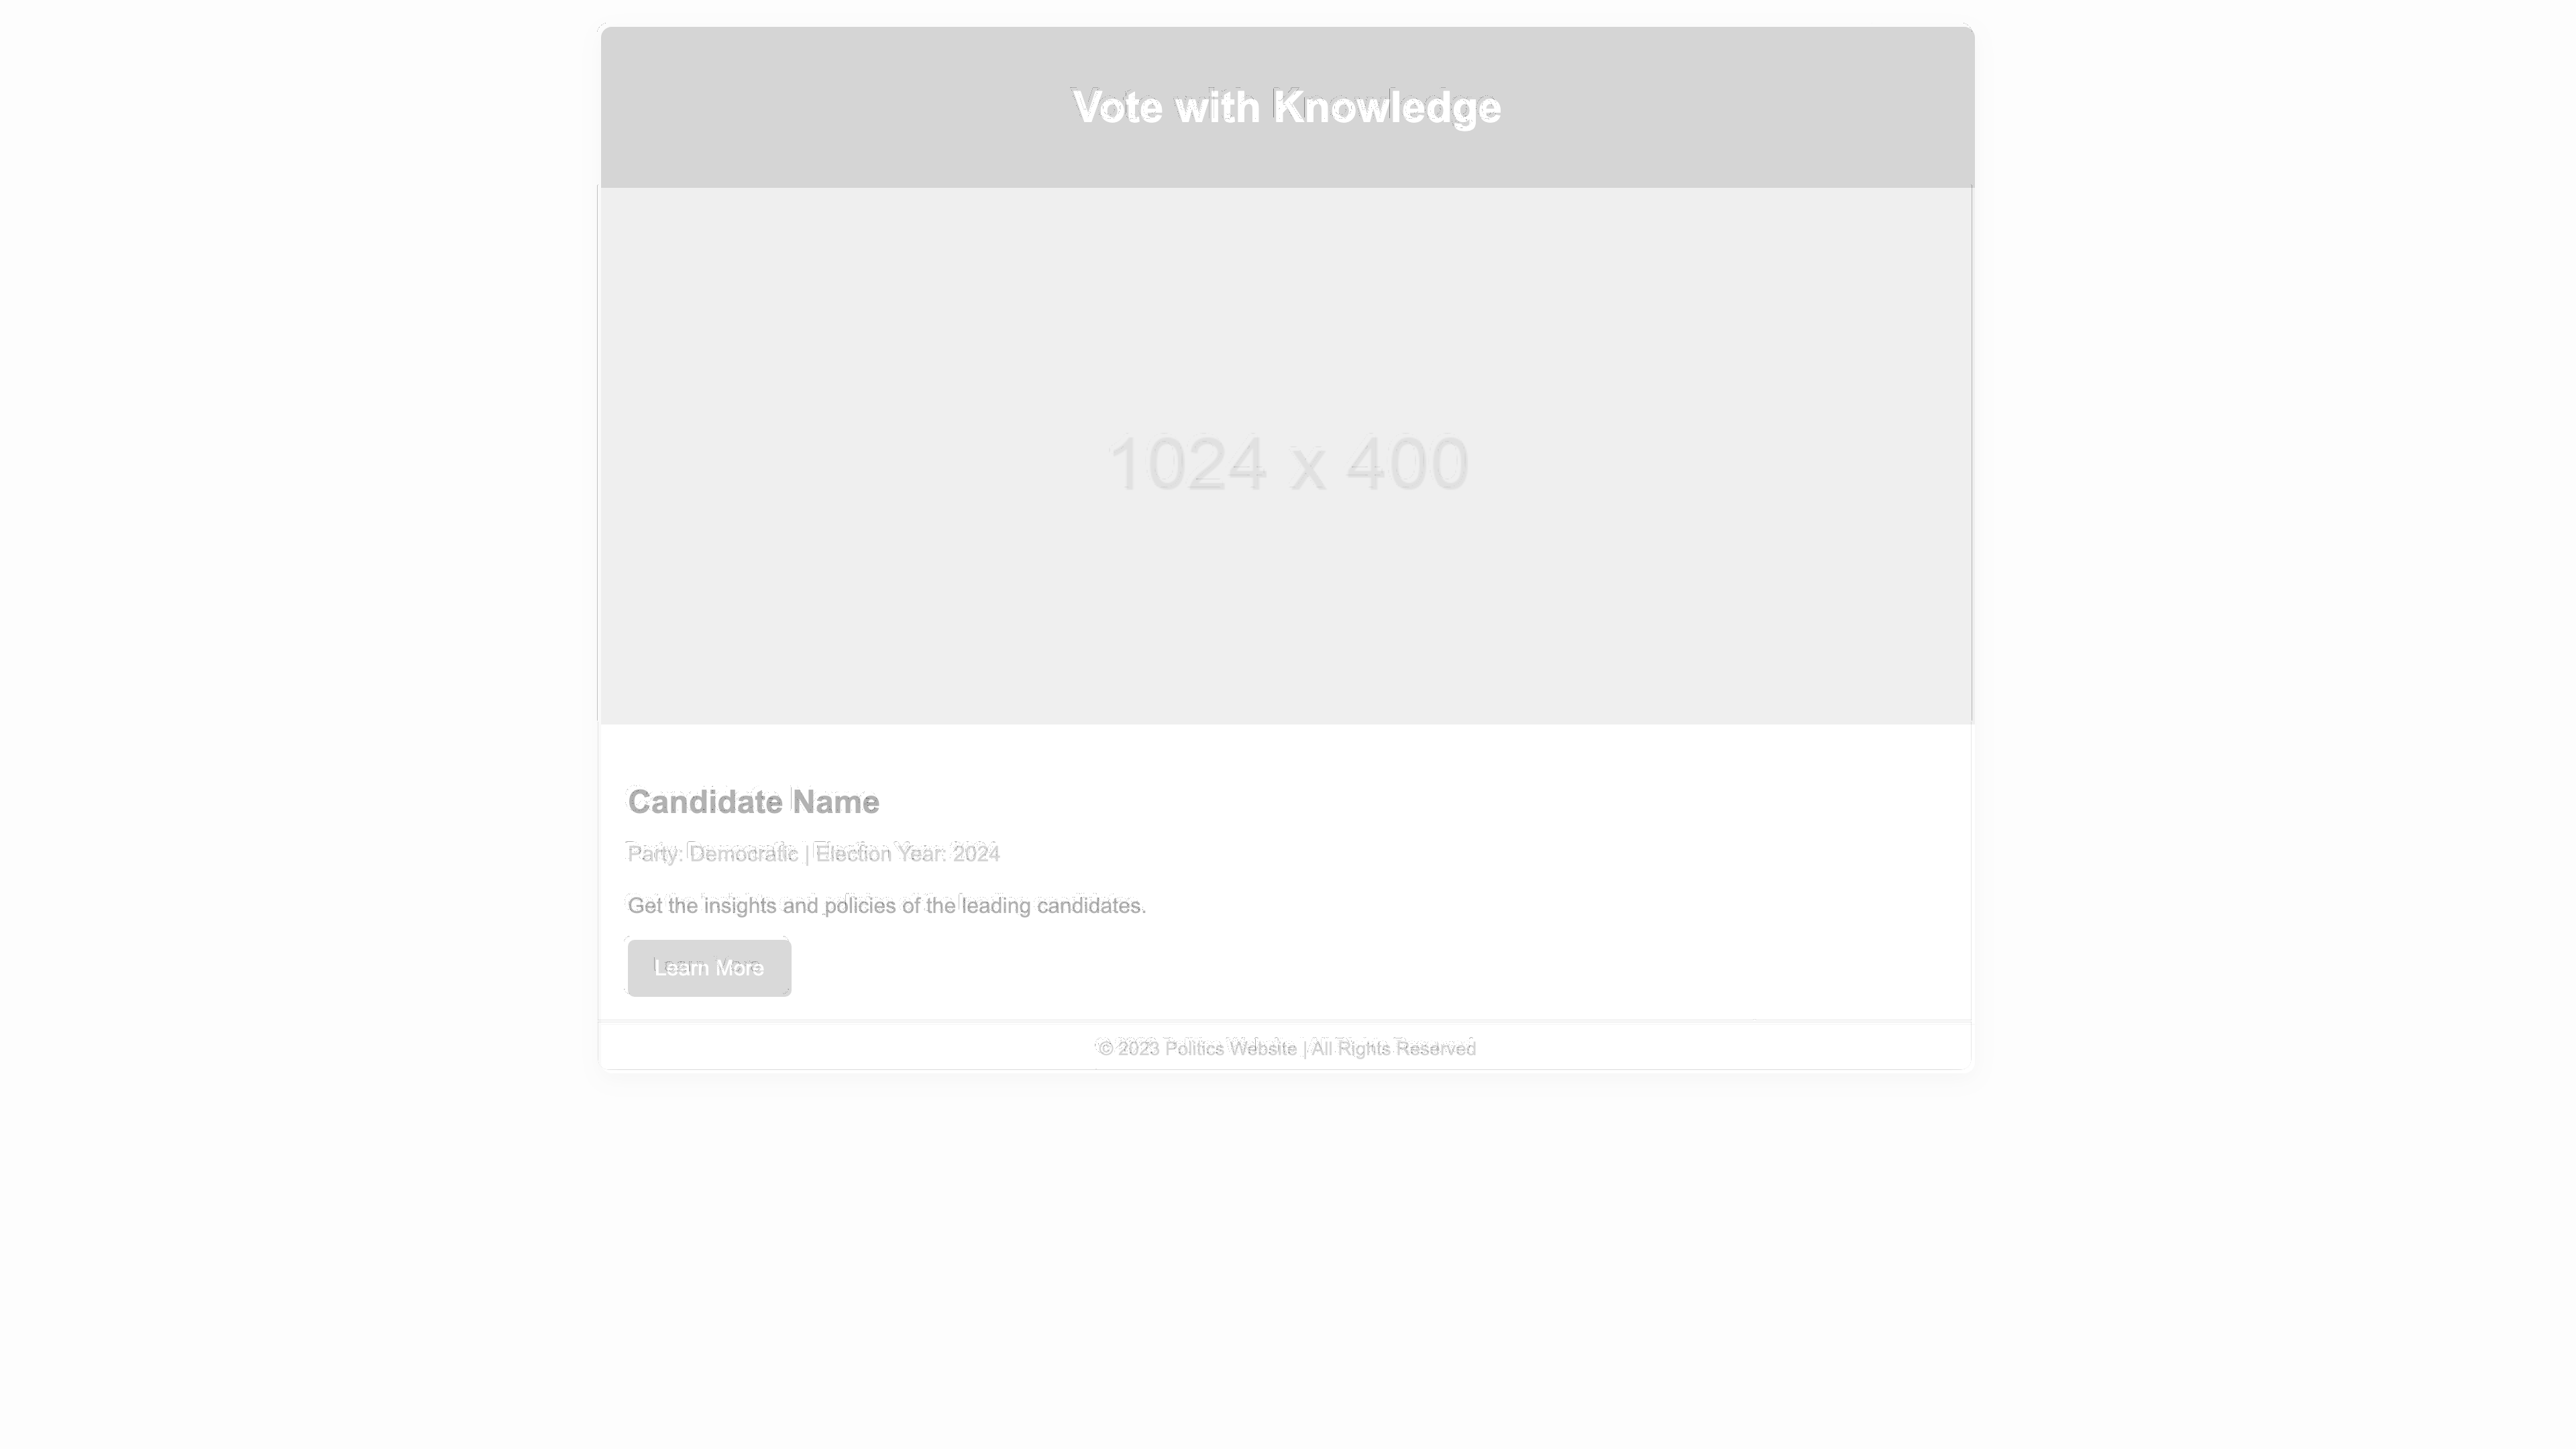 Vote with Knowledge
1024 x 400
Candidate Name
Party: Democratic | Election Year: 2024
Get the insights and policies of the leading candidates.
Learn More
© 2023 Politics Website | All Rights Reserved